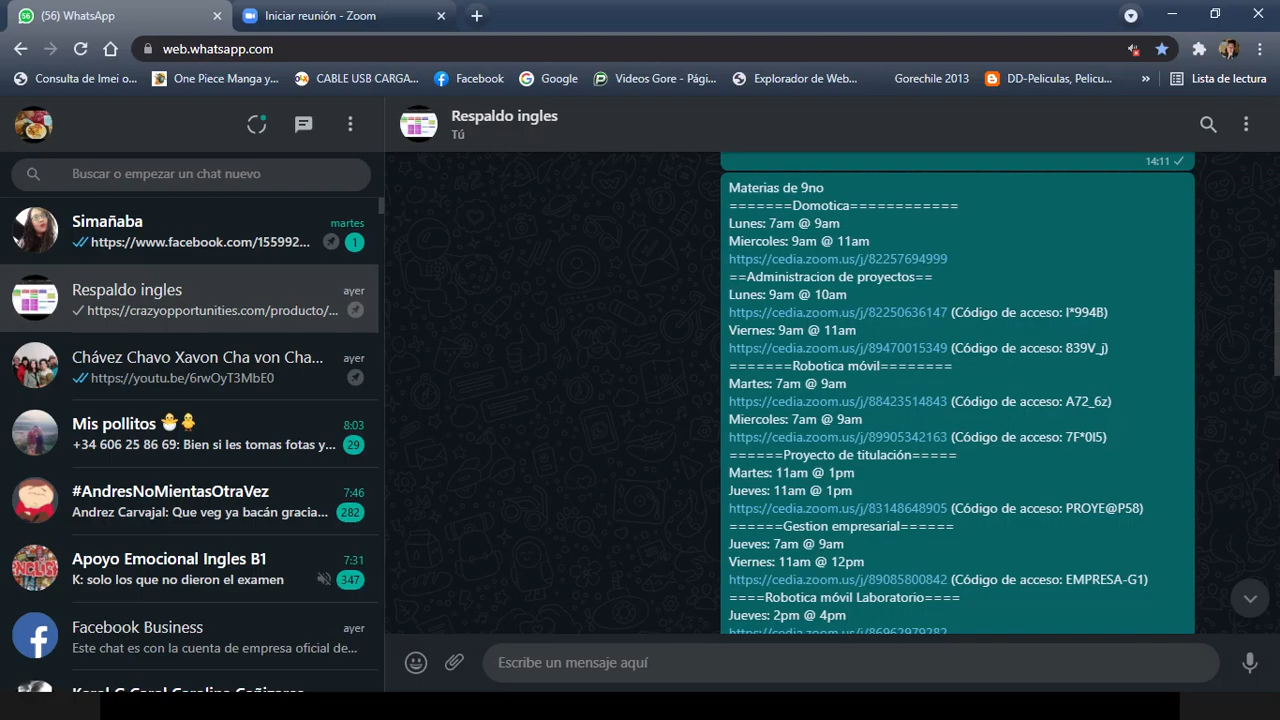 (56) WhatsApp
Iniciar reunión - Zoom
web.whatsapp.com
Consulta de Imei o...
One Piece Manga y...
CABLE USB CARGA...
Facebook
Google
Videos Gore - Pági...
Explorador de Web...
Gorechile 2013
DD-Peliculas, Pelicu...
»
Lista de lectura
Respaldo ingles
Tú
Buscar o empezar un chat nuevo
Simañaba
martes
https://www.facebook.com/155992...
1
Respaldo ingles
ayer
https://crazyopportunities.com/producto/...
Chávez Chavo Xavon Cha von Cha...
ayer
https://youtu.be/6rwOyT3MbE0
Mis pollitos 🐣🐥
8:03
+34 606 25 86 69: Bien si les tomas fotas y...
29
#AndresNoMientasOtraVez
7:46
Andrez Carvajal: Que veg ya bacán gracia...
282
Apoyo Emocional Ingles B1
7:31
K: solo los que no dieron el examen
347
Facebook Business
ayer
Este chat es con la cuenta de empresa oficial de...
14:11
Materias de 9no
=======Domotica============
Lunes: 7am @ 9am
Miercoles: 9am @ 11am
https://cedia.zoom.us/j/82257694999
==Administracion de proyectos==
Lunes: 9am @ 10am
https://cedia.zoom.us/j/82250636147 (Código de acceso: I*994B)
Viernes: 9am @ 11am
https://cedia.zoom.us/j/89470015349 (Código de acceso: 839V_j)
=======Robotica móvil========
Martes: 7am @ 9am
https://cedia.zoom.us/j/88423514843 (Código de acceso: A72_6z)
Miercoles: 7am @ 9am
https://cedia.zoom.us/j/89905342163 (Código de acceso: 7F*0I5)
======Proyecto de titulación=====
Martes: 11am @ 1pm
Jueves: 11am @ 1pm
https://cedia.zoom.us/j/83148648905 (Código de acceso: PROYE@P58)
======Gestion empresarial======
Jueves: 7am @ 9am
Viernes: 11am @ 12pm
https://cedia.zoom.us/j/89085800842 (Código de acceso: EMPRESA-G1)
====Robotica móvil Laboratorio====
Jueves: 2pm @ 4pm
https://cedia.zoom.us/j/86962979282
Escribe un mensaje aquí